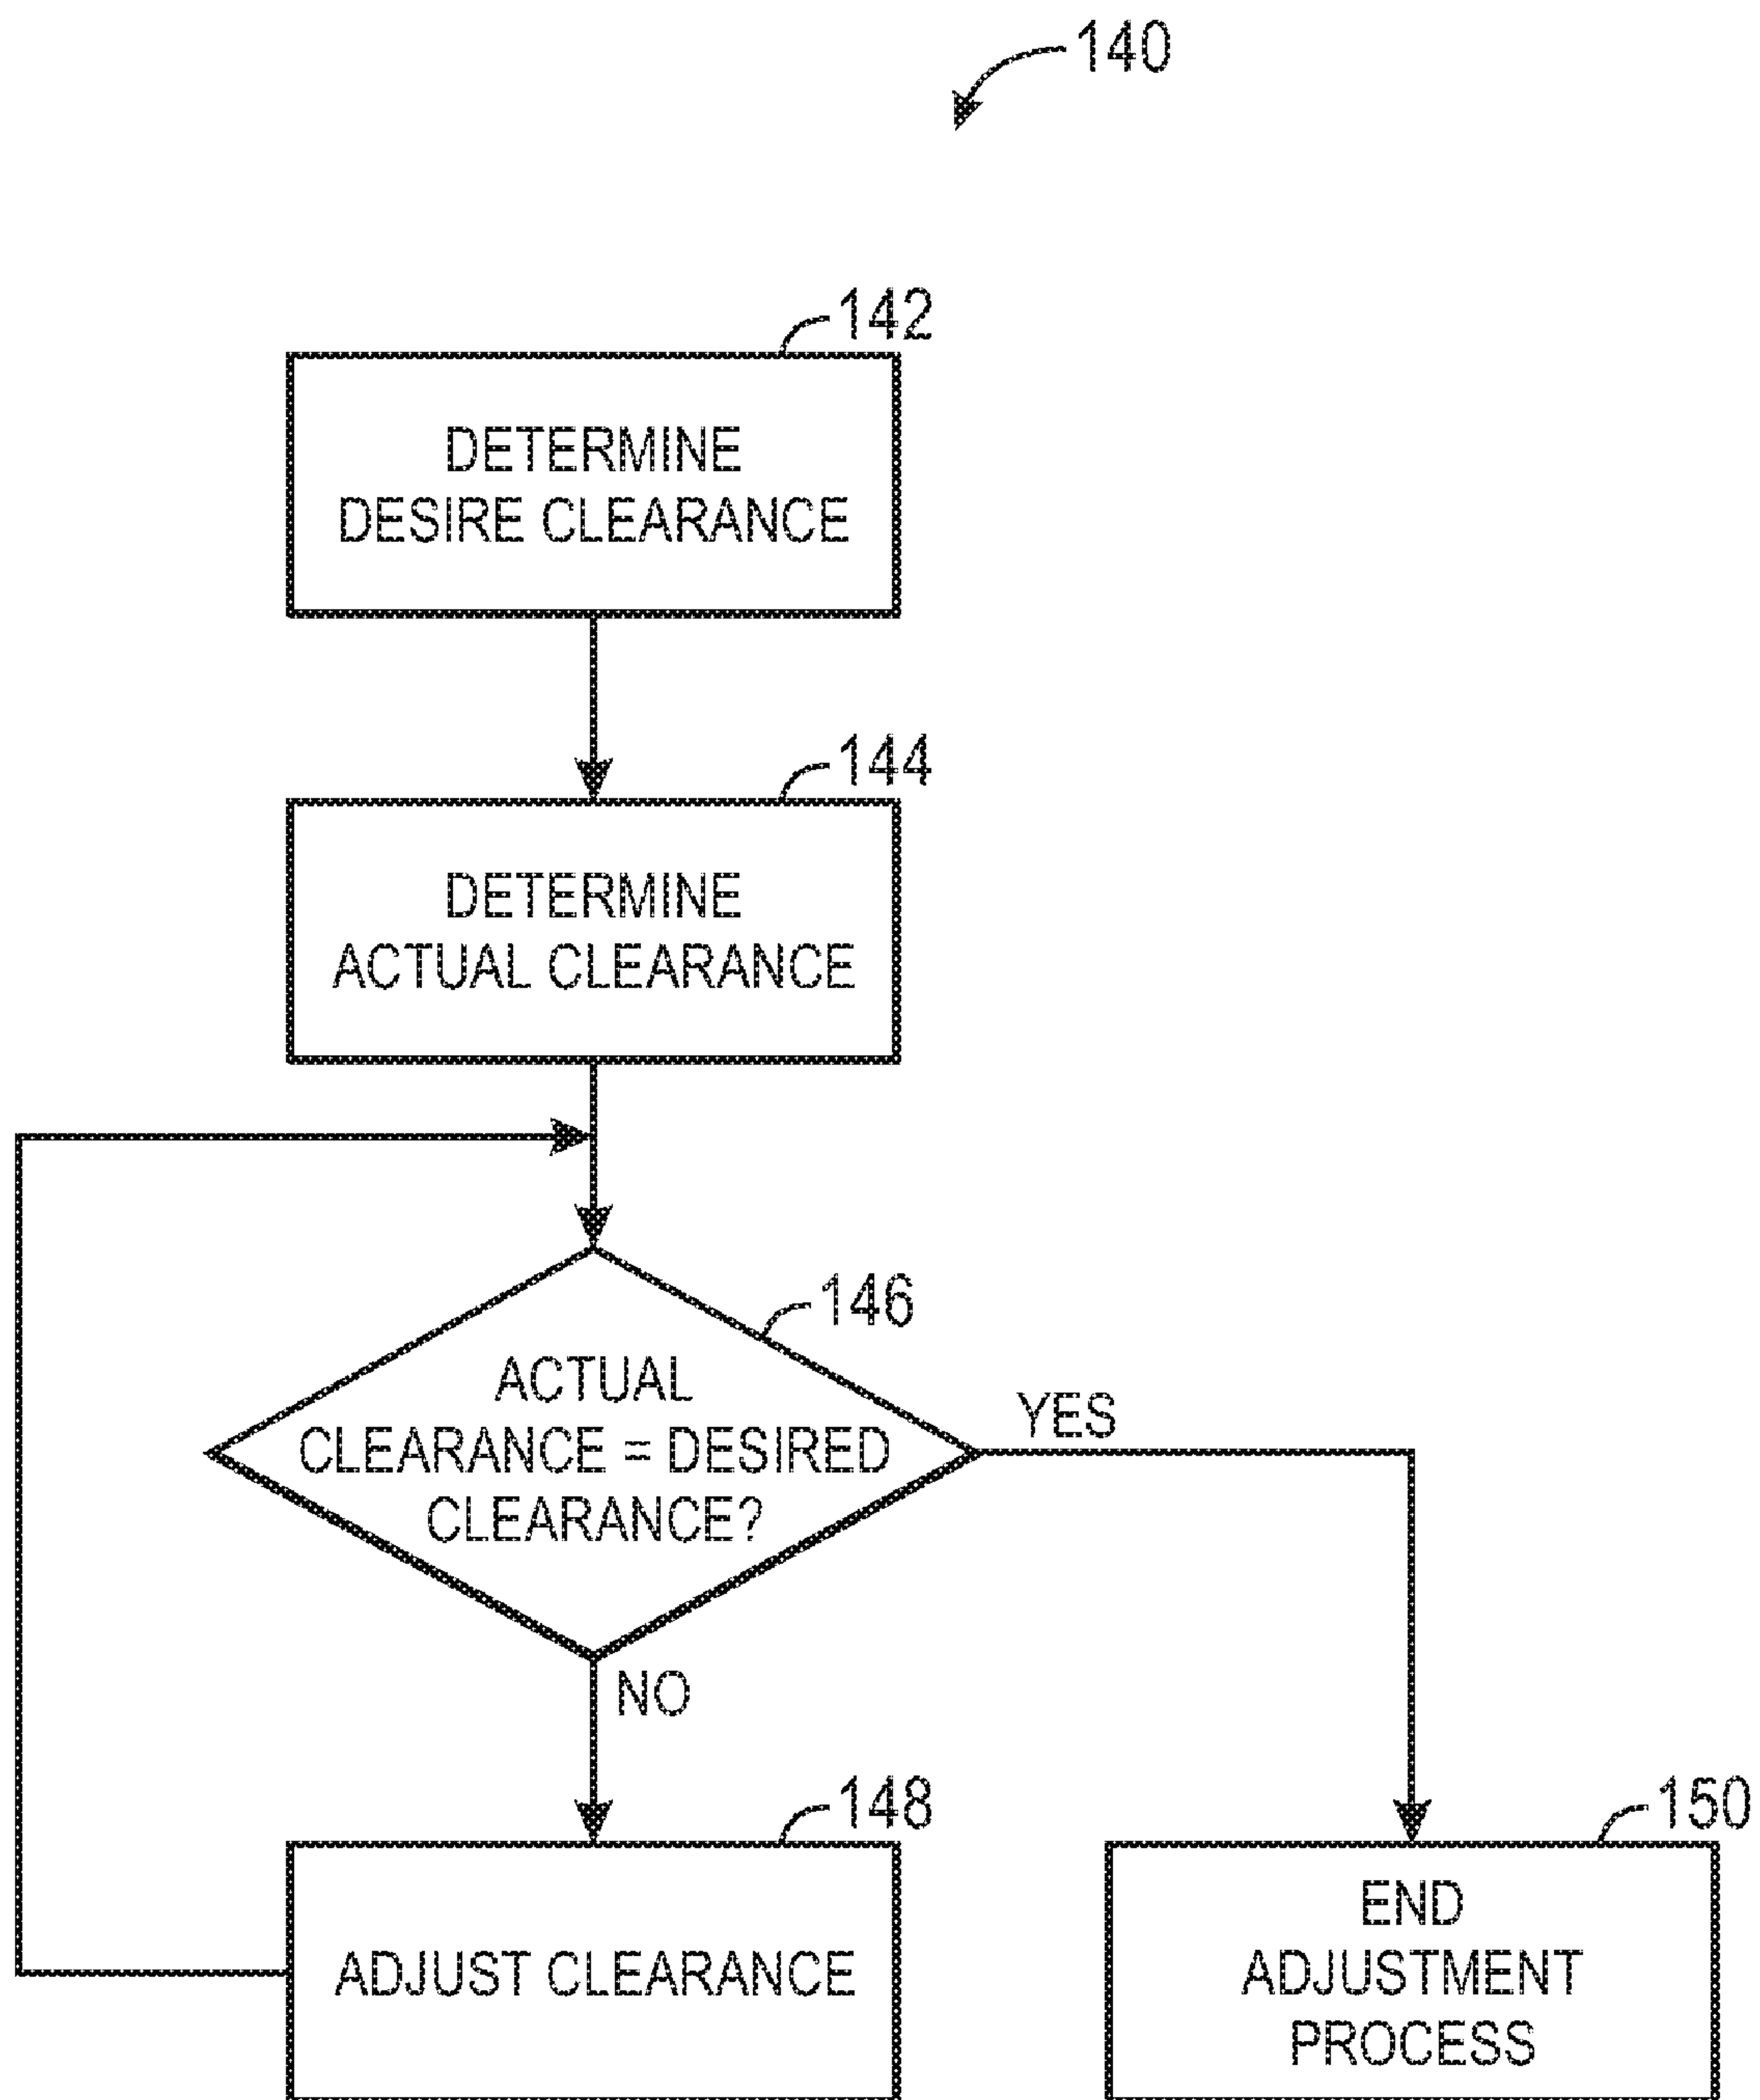 140
142
DETERMINE
DESIRE CLEARANCE
144
DETERMINE
ACTUAL CLEARANCE
146
ACTUAL
CLEARANCE = DESIRED
CLEARANCE?
YES
NO
148
ADJUST CLEARANCE
150
END
ADJUSTMENT
PROCESS